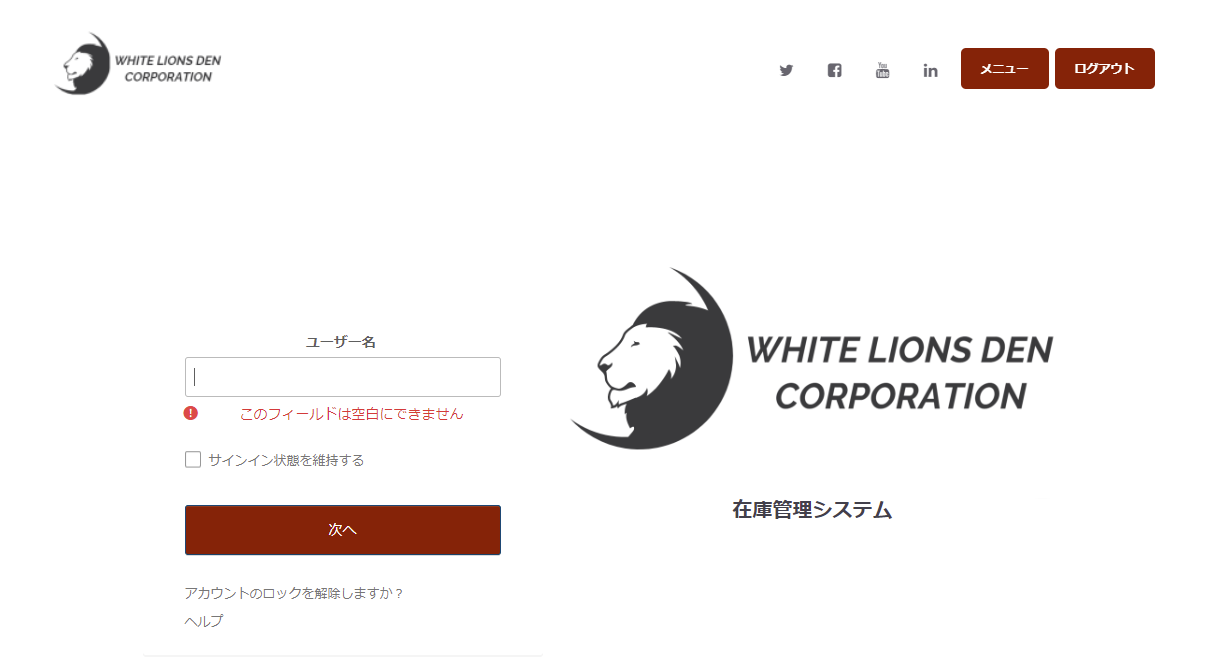 WHITE LIONS DEN
CORPORATION
You
Tube
in
メニュー
ログアウト
ユーザー名
このフィールドは空白にできません
サインイン状態を維持する
次へ
アカウントのロックを解除しますか?
ヘルプ
WHITE LIONS DEN
CORPORATION
在庫管理システム